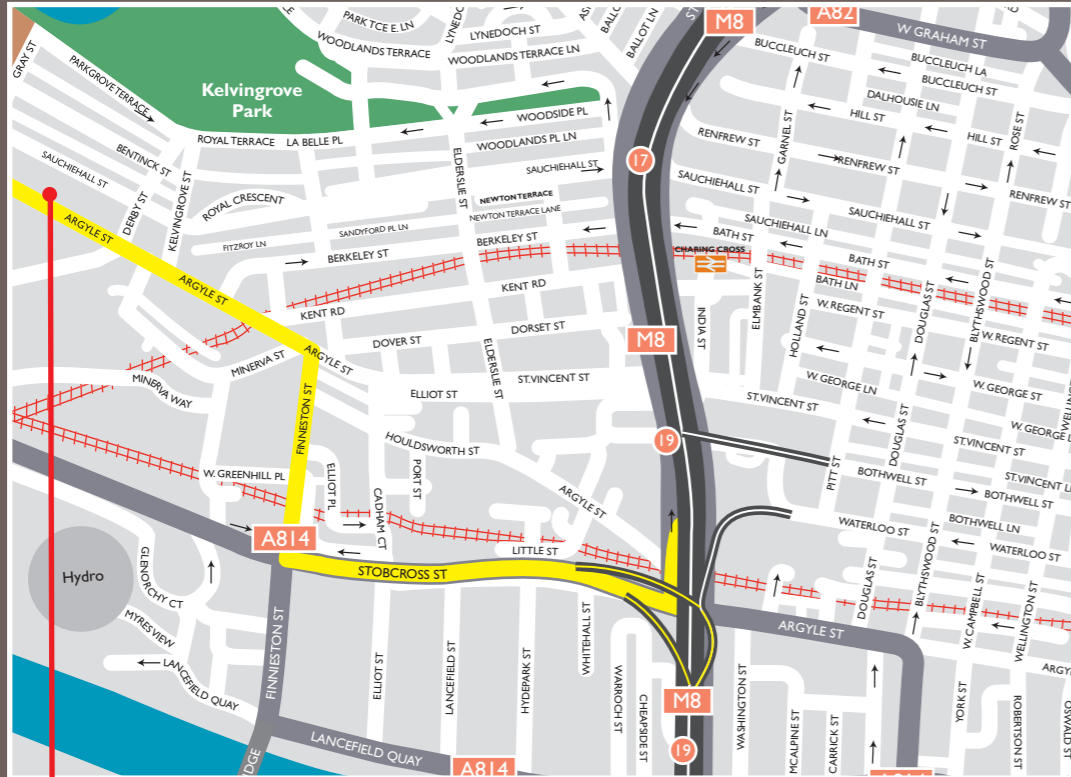 PARK TCE E. LN
LYNEDOCH ST
BALLOT LN
M8
A82
W GRAHAM ST
WOODLANDS TERRACE
WOODLANDS TERRACE LN
BUCCLEUCH ST
BUCCLEUCH LA
BUCCLEUCH ST
GRAY ST
PARKGROVE TERRACE
Kelvingrove
Park
DALHOUSIE LN
HILL ST
HILL ST
ROSE ST
GARNEL ST
WOODSIDE PL
ROYAL TERRACE
LA BELLE PL
WOODLANDS PL LN
RENFREW ST
RENFREW ST
RENFREW ST
BENTINCK ST
SAUCHIEHALL ST
SAUCHIEHALL ST
17
SAUCHIEHALL ST
SAUCHIEHALL ST
SAUCHIEHALL LN
ELDERSLIE ST
NEWTON TERRACE
NEWTON TERRACE LANE
ROYAL CRESCENT
DERBY ST
KELVINGROVE ST
ARGYLE ST
FITZROY LN
SANDYFORD PL LN
BERKELEY ST
BERKELEY ST
BATH ST
CHARING CROSS
BATH ST
BATH LN
ARGYLE ST
KENT RD
KENT RD
W. REGENT ST
W. REGENT ST
ELMBANK ST
HOLLAND ST
DOUGLAS ST
BLYTHSWOOD ST
INDIA ST
DORSET ST
DOVER ST
M8
ARGYLE ST
MINERVA ST
MINERVA WAY
ELDERSLIE ST
ST.VINCENT ST
ELLIOT ST
W. GEORGE LN
W. GEORGE ST
W. GEORGE L
ST.VINCENT ST
ST.VINCENT ST
ST.VINCENT L
FINNIESTON ST
HOULDSWORTH ST
19
DOUGLAS ST
PITT ST
BOTHWELL ST
BOTHWELL ST
BOTHWELL LN
W. GREENHILL PL
ELLIOT PL
PORT ST
CADHAM CT
ARGYLE ST
WATERLOO ST
WATERLOO ST
A814
LITTLE ST
STOBCROSS ST
Hydro
GLENORCHY CT
MYRESVIEW
LANCEFIELD QUAY
FINNIESTON ST
ELLIOT ST
LANCEFIELD ST
HYDEPARK ST
WHITEHALL ST
WARROCH ST
CHEAPSIDE ST
M8
19
WASHINGTON ST
ARGYLE ST
DOUGLAS ST
BLYTHSWOOD ST
W. CAMPBELL ST
WELLINGTON ST
ARGY
MCALPINE ST
CARRICK ST
YORK ST
ROBERTSON ST
OSWALD ST
LANCEFIELD QUAY
A814